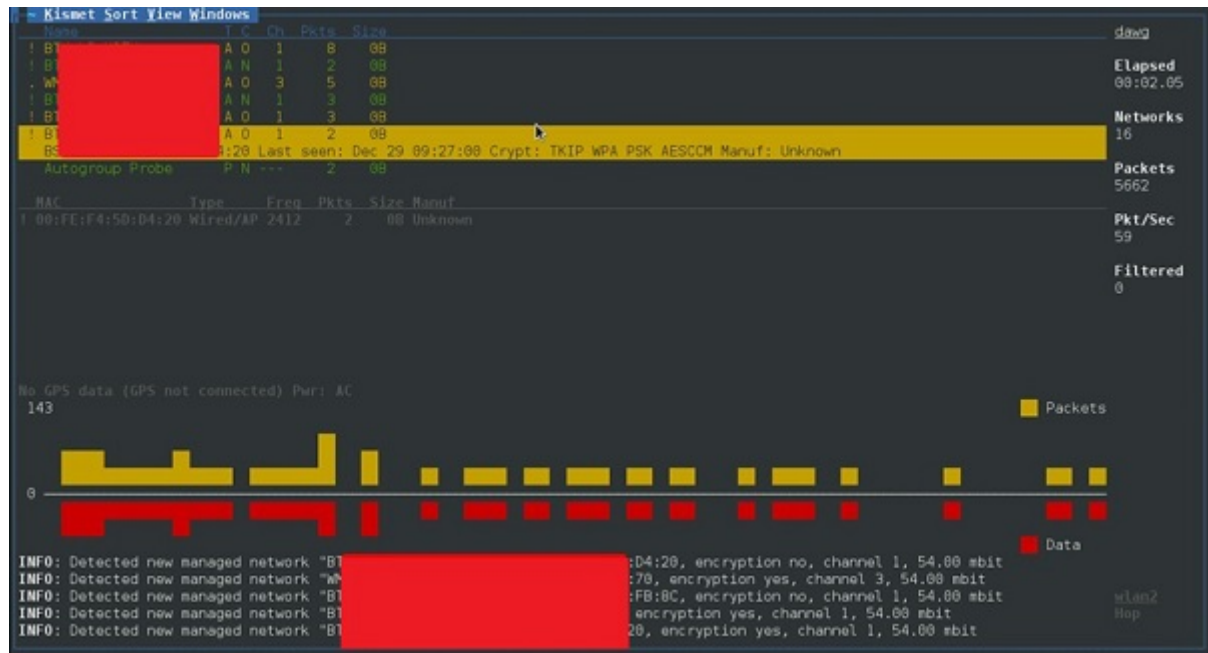 ~ Kismet Sort View Windows
Name T C Ch Pkts Size
! BT A O 1 8 0B
! BT A N 1 2 0B
. WM A O 3 5 0B
! BT A N 1 3 0B
! BT A O 1 3 0B
! BT A O 1 2 0B
BS :20 Last seen: Dec 29 09:27:00 Crypt: TKIP WPA PSK AESCCM Manuf: Unknown
Autogroup Probe P N --- 2 0B
MAC Type Freq Pkts Size Manuf
! 00:FE:F4:5D:D4:20 Wired/AP 2412 2 0B Unknown
dawg
Elapsed
00:02.05
Networks
16
Packets
5662
Pkt/Sec
59
Filtered
0
No GPS data (GPS not connected) Pwr: AC
143
Packets
0
Data
INFO: Detected new managed network "BT :D4:20, encryption no, channel 1, 54.00 mbit
INFO: Detected new managed network "WM :70, encryption yes, channel 3, 54.00 mbit
INFO: Detected new managed network "BT :FB:8C, encryption no, channel 1, 54.00 mbit
INFO: Detected new managed network "BT encryption yes, channel 1, 54.00 mbit
INFO: Detected new managed network "BT 20, encryption yes, channel 1, 54.00 mbit
wlan2
Hop